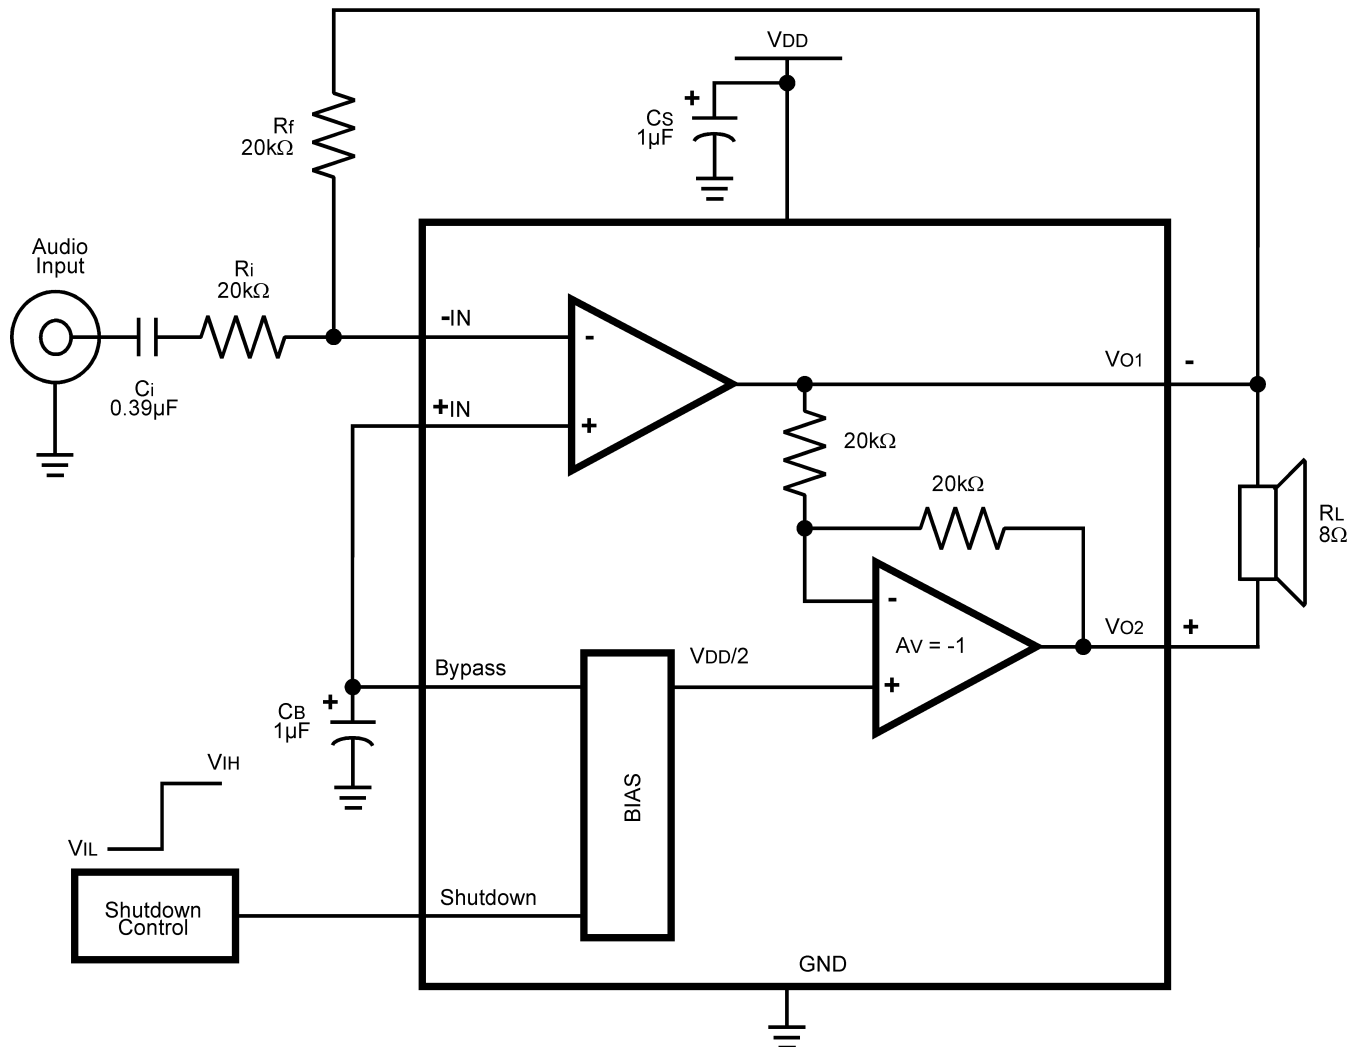 VDD
+
CS
1µF
Rf
20kΩ
Audio
Input
Ri
20kΩ
Ci
0.39µF
-IN
-
+IN
+
VO1
-
20kΩ
20kΩ
RL
8Ω
-
AV = -1
+
VO2
+
Bypass
VDD/2
+
CB
1µF
BIAS
VIH
VIL
Shutdown
Control
Shutdown
GND